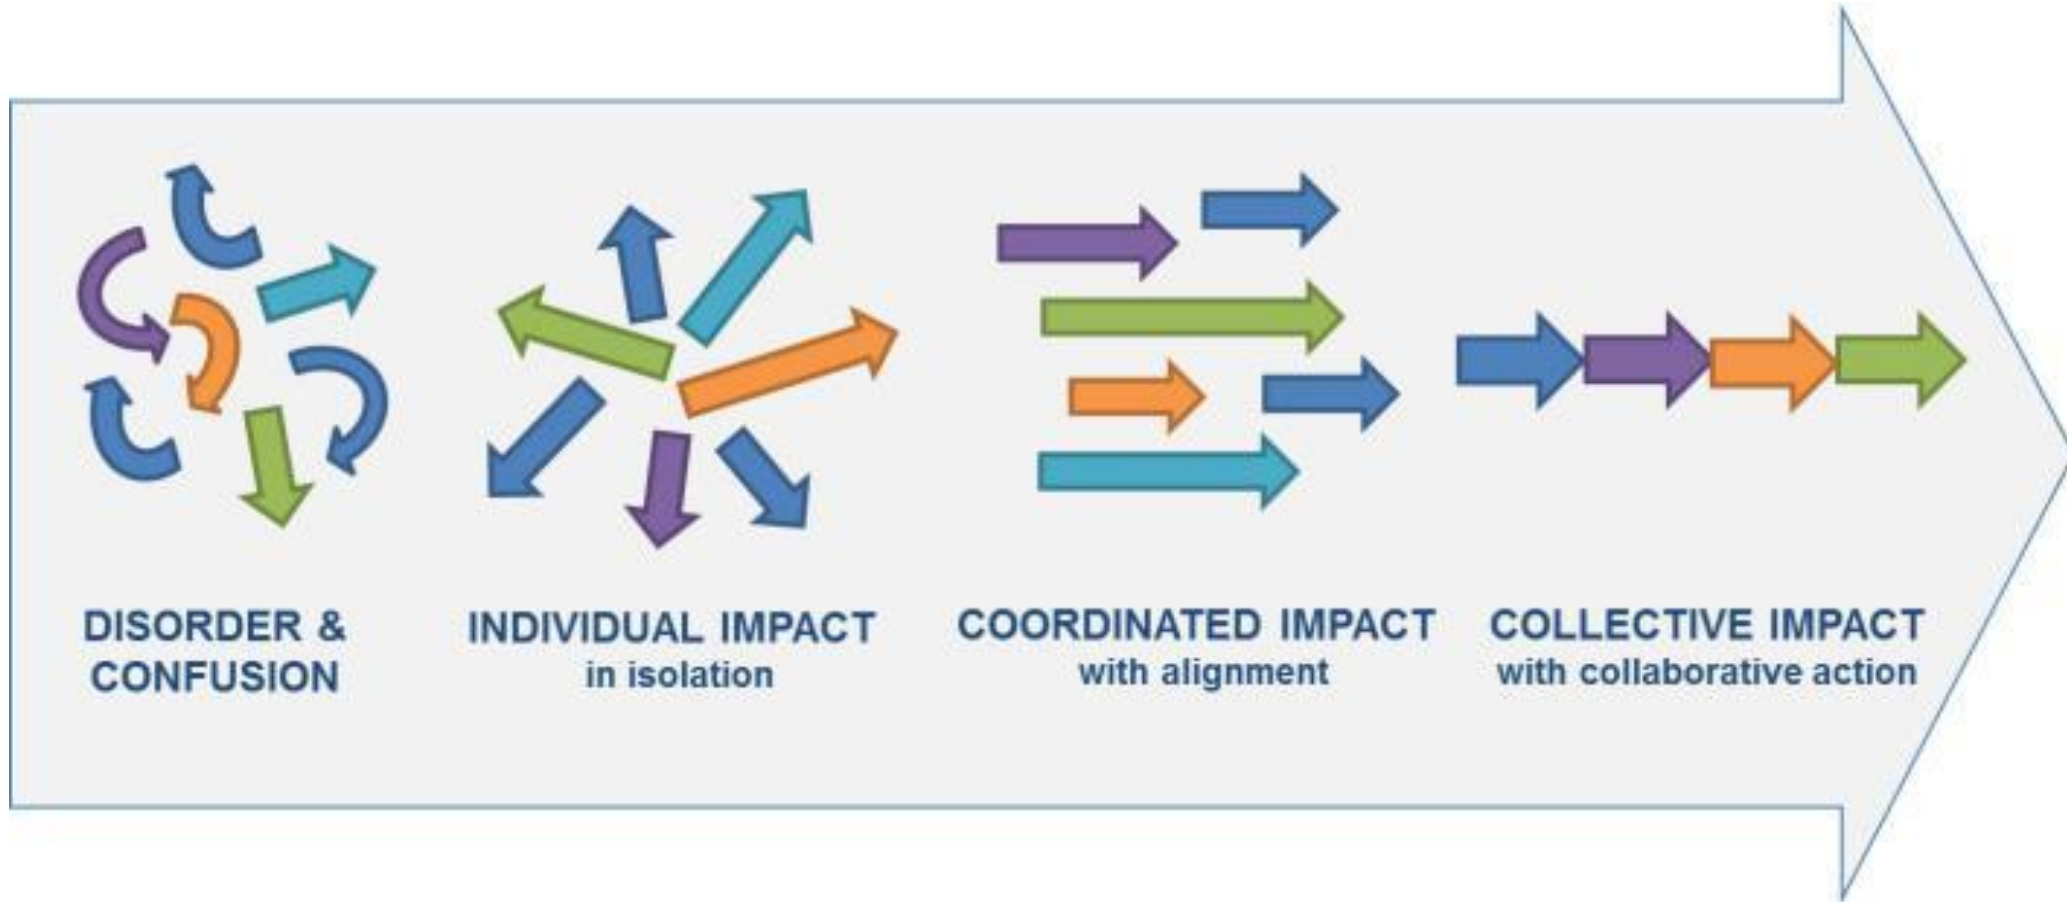 DISORDER &
CONFUSION
INDIVIDUAL IMPACT
in isolation
COORDINATED IMPACT
with alignment
COLLECTIVE IMPACT
with collaborative action